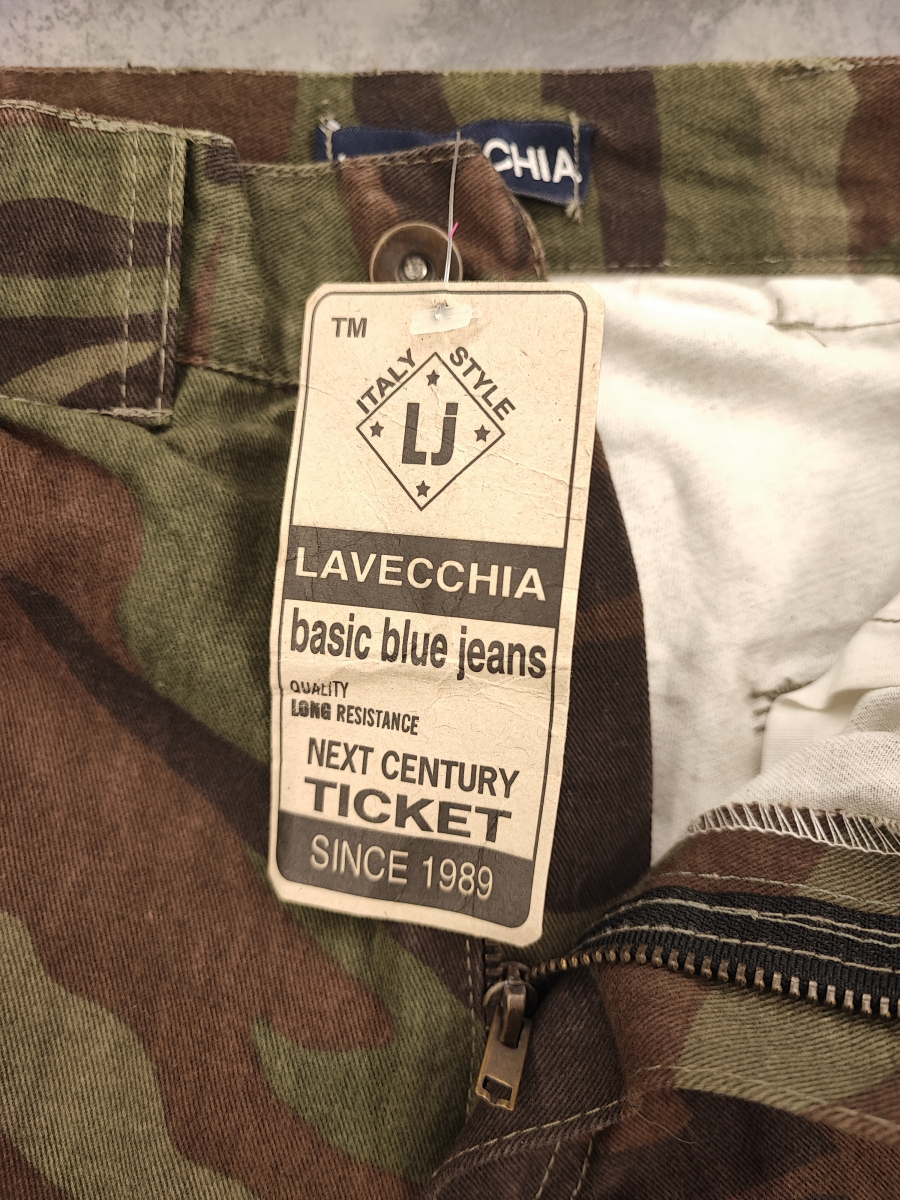 CHIA
TM
ITALY STYLE
Lj
LAVECCHIA
basic blue jeans
QUALITY
LONG RESISTANCE
NEXT CENTURY
TICKET
SINCE 1989